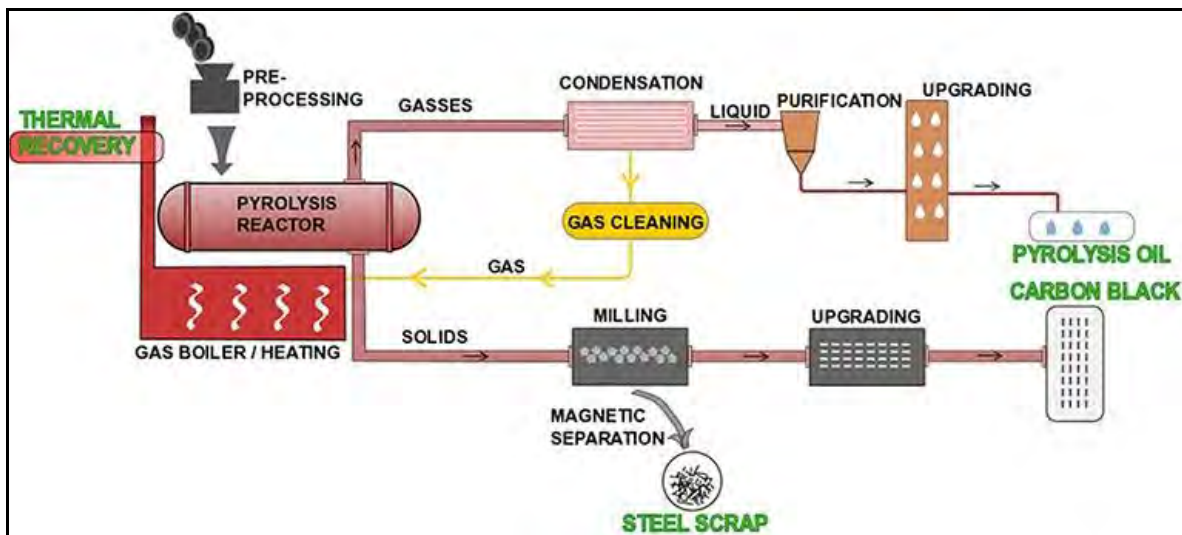 PRE-
PROCESSING
THERMAL
RECOVERY
GASSES
CONDENSATION
LIQUID
PURIFICATION
UPGRADING
PYROLYSIS
REACTOR
GAS CLEANING
GAS
PYROLYSIS OIL
CARBON BLACK
GAS BOILER / HEATING
SOLIDS
MILLING
UPGRADING
MAGNETIC
SEPARATION
STEEL SCRAP